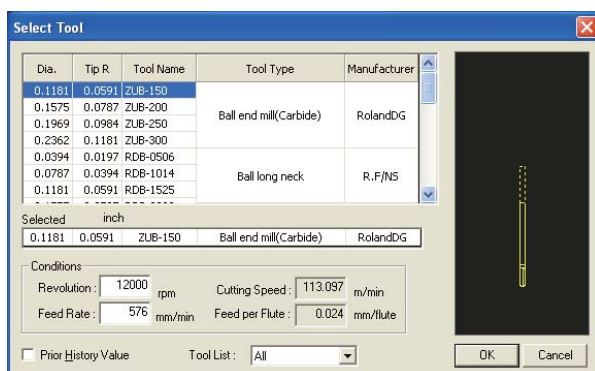 Select Tool
Dia. Tip R Tool Name Tool Type Manufacturer
0.1181 0.0591 ZUB-150
0.1575 0.0787 ZUB-200
0.1969 0.0984 ZUB-250
Ball end mill(Carbide) RolandDG
0.2362 0.1181 ZUB-300
0.0394 0.0197 RDB-0506
0.0787 0.0394 RDB-1014
Ball long neck R.F/NS
0.1181 0.0591 RDB-1525
Selected inch
0.1181 0.0591 ZUB-150 Ball end mill(Carbide) RolandDG
Conditions
Revolution : 12000 rpm Cutting Speed : 113.097 m/min
Feed Rate : 576 mm/min Feed per Flute : 0.024 mm/flute
Prior History Value Tool List : All OK Cancel